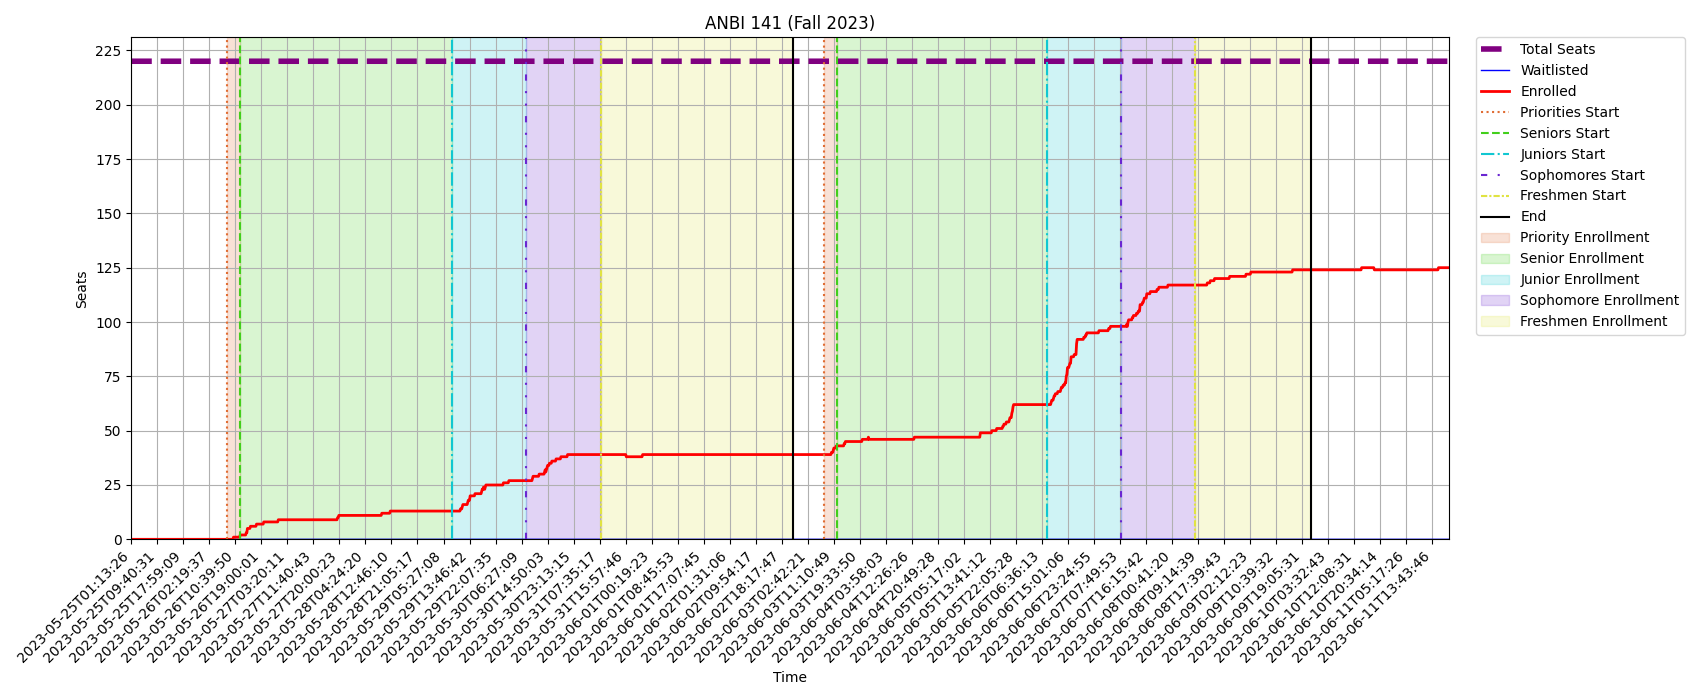 ANBI 141 (Fall 2023)
225
200
175
150
125
100
75
50
25
0
Seats
2023-05-25T01:13:26
2023-05-25T09:40:31
2023-05-25T17:59:09
2023-05-26T02:19:37
2023-05-26T10:39:50
2023-05-26T19:00:01
2023-05-27T03:20:11
2023-05-27T11:40:43
2023-05-27T20:00:23
2023-05-28T04:24:20
2023-05-28T12:46:10
2023-05-28T21:05:17
2023-05-29T05:27:08
2023-05-29T13:46:42
2023-05-29T22:07:35
2023-05-30T06:27:09
2023-05-30T14:50:03
2023-05-30T23:13:15
2023-05-31T07:35:17
2023-05-31T15:57:46
2023-06-01T00:19:23
2023-06-01T08:45:53
2023-06-01T17:07:45
2023-06-02T01:31:06
2023-06-02T09:54:17
2023-06-02T18:17:47
2023-06-03T02:42:21
2023-06-03T11:10:49
2023-06-03T19:33:50
2023-06-04T03:58:03
2023-06-04T12:26:26
2023-06-04T20:49:28
2023-06-05T05:17:02
2023-06-05T13:41:12
2023-06-05T22:05:28
2023-06-06T06:36:13
2023-06-06T15:01:06
2023-06-06T23:24:55
2023-06-07T07:49:53
2023-06-07T16:15:42
2023-06-08T00:41:20
2023-06-08T09:14:39
2023-06-08T17:39:43
2023-06-09T02:12:23
2023-06-09T10:39:32
2023-06-09T19:05:31
2023-06-10T03:32:43
2023-06-10T12:08:31
2023-06-10T20:34:14
2023-06-11T05:17:26
2023-06-11T13:43:46
Time
Total Seats
Waitlisted
Enrolled
Priorities Start
Seniors Start
Juniors Start
Sophomores Start
Freshmen Start
End
Priority Enrollment
Senior Enrollment
Junior Enrollment
Sophomore Enrollment
Freshmen Enrollment